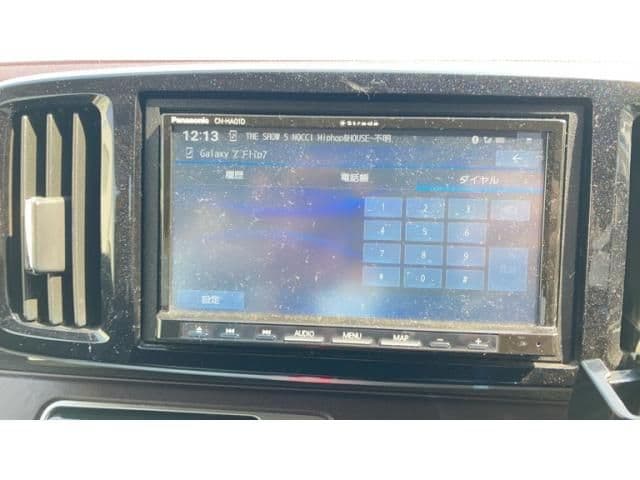 Panasonic CN-HA01D Strada
12:13 THE SHOW 5 NOCCI Hiphop&HOUSE-不明
Galaxy Z Flip7
履歴 電話帳 ダイヤル
1 2 3
4 5 6
7 8 9
* 0 #
設定
AUDIO MENU MAP - +